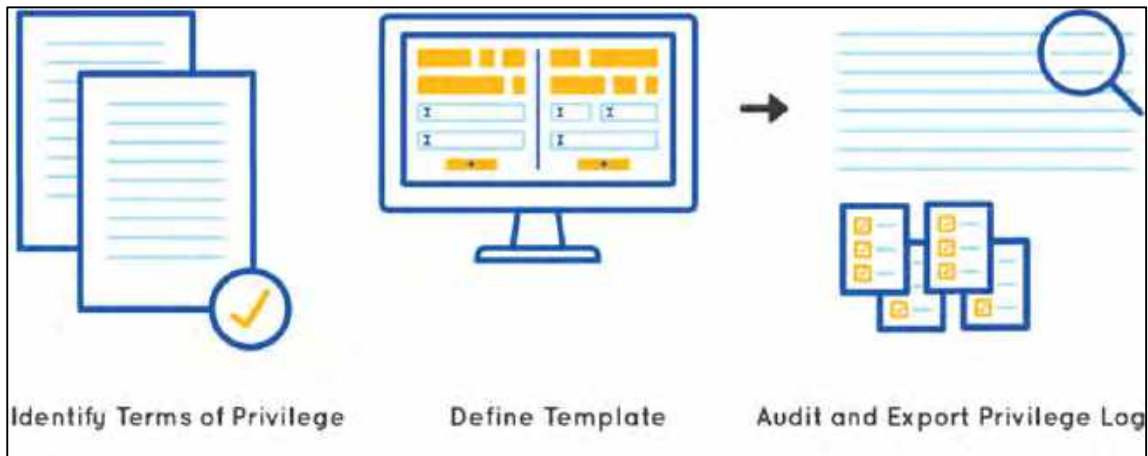 Identify Terms of Privilege
Define Template
Audit and Export Privilege Log